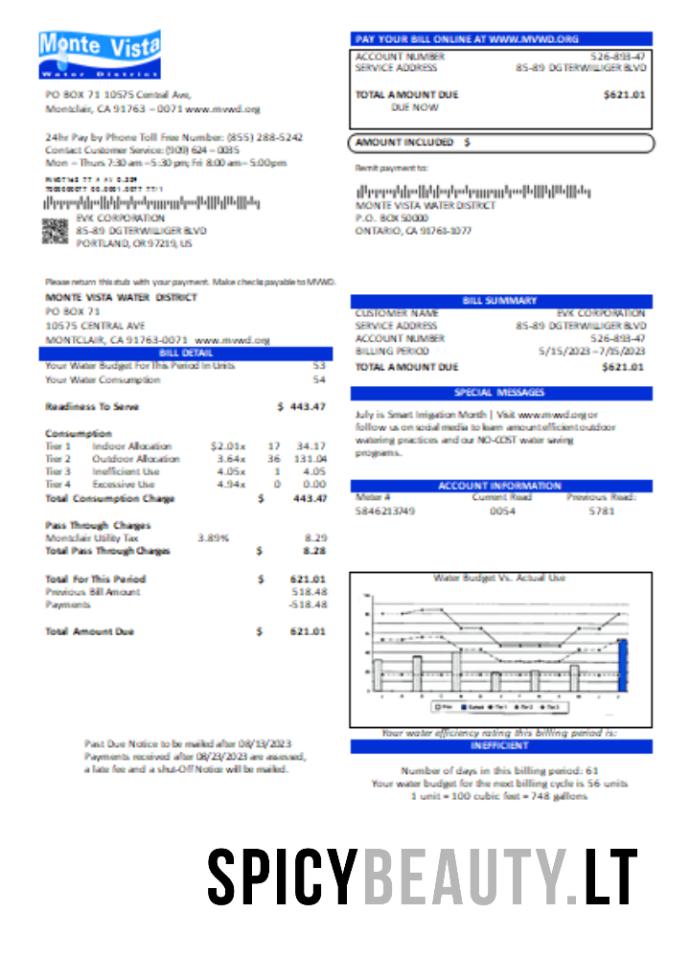 Monte Vista
Water District
PO BOX 71 10575 Central Ave,
Montclair, CA 91763 – 0071 www.mvwd.org
24hr Pay by Phone Toll Free Number: (855) 288-5242
Contact Customer Service: (909) 624 – 0035
Mon – Thurs 7:30 am – 5:30 pm; Fri 8:00 am – 5:00pm
EVK CORPORATION
85-89 DG TERWILLIGER BLVD
PORTLAND, OR 97219, US
PAY YOUR BILL ONLINE AT WWW.MVWD.ORG
ACCOUNT NUMBER 526-893-47
SERVICE ADDRESS 85-89 DG TERWILLIGER BLVD
TOTAL AMOUNT DUE $621.01
DUE NOW
AMOUNT INCLUDED $
Remit payment to:
MONTE VISTA WATER DISTRICT
P.O. BOX 50000
ONTARIO, CA 91761-1077
Please return this stub with your payment. Make checks payable to MVWD.
MONTE VISTA WATER DISTRICT
PO BOX 71
10575 CENTRAL AVE
MONTCLAIR, CA 91763-0071 www.mvwd.org
BILL DETAIL
Your Water Budget For This Period In Units 53
Your Water Consumption 54
Readiness To Serve $ 443.47
Consumption
Tier 1 Indoor Allocation $2.01x 17 34.17
Tier 2 Outdoor Allocation 3.64x 36 131.04
Tier 3 Inefficient Use 4.05x 1 4.05
Tier 4 Excessive Use 4.94x 0 0.00
Total Consumption Charge $ 443.47
Pass Through Charges
Montclair Utility Tax 3.89% 8.29
Total Pass Through Charges $ 8.28
Total For This Period $ 621.01
Previous Bill Amount 518.48
Payments -518.48
Total Amount Due $ 621.01
Past Due Notice to be mailed after 08/13/2023
Payments received after 08/23/2023 are assessed,
a late fee and a shut-Off Notice will be mailed.
BILL SUMMARY
CUSTOMER NAME EVK CORPORATION
SERVICE ADDRESS 85-89 DG TERWILLIGER BLVD
ACCOUNT NUMBER 526-893-47
BILLING PERIOD 5/15/2023 – 7/15/2023
TOTAL AMOUNT DUE $621.01
SPECIAL MESSAGES
July is Smart Irrigation Month | Visit www.mvwd.org or
follow us on social media to learn amount efficient outdoor
watering practices and our NO-COST water saving
programs.
ACCOUNT INFORMATION
Meter # Current Read Previous Read:
5846213749 0054 5781
Water Budget Vs. Actual Use
Your water efficiency rating this billing period is:
INEFFICIENT
Number of days in this billing period: 61
Your water budget for the next billing cycle is 56 units
1 unit = 100 cubic feet = 748 gallons
SPICYBEAUTY.LT